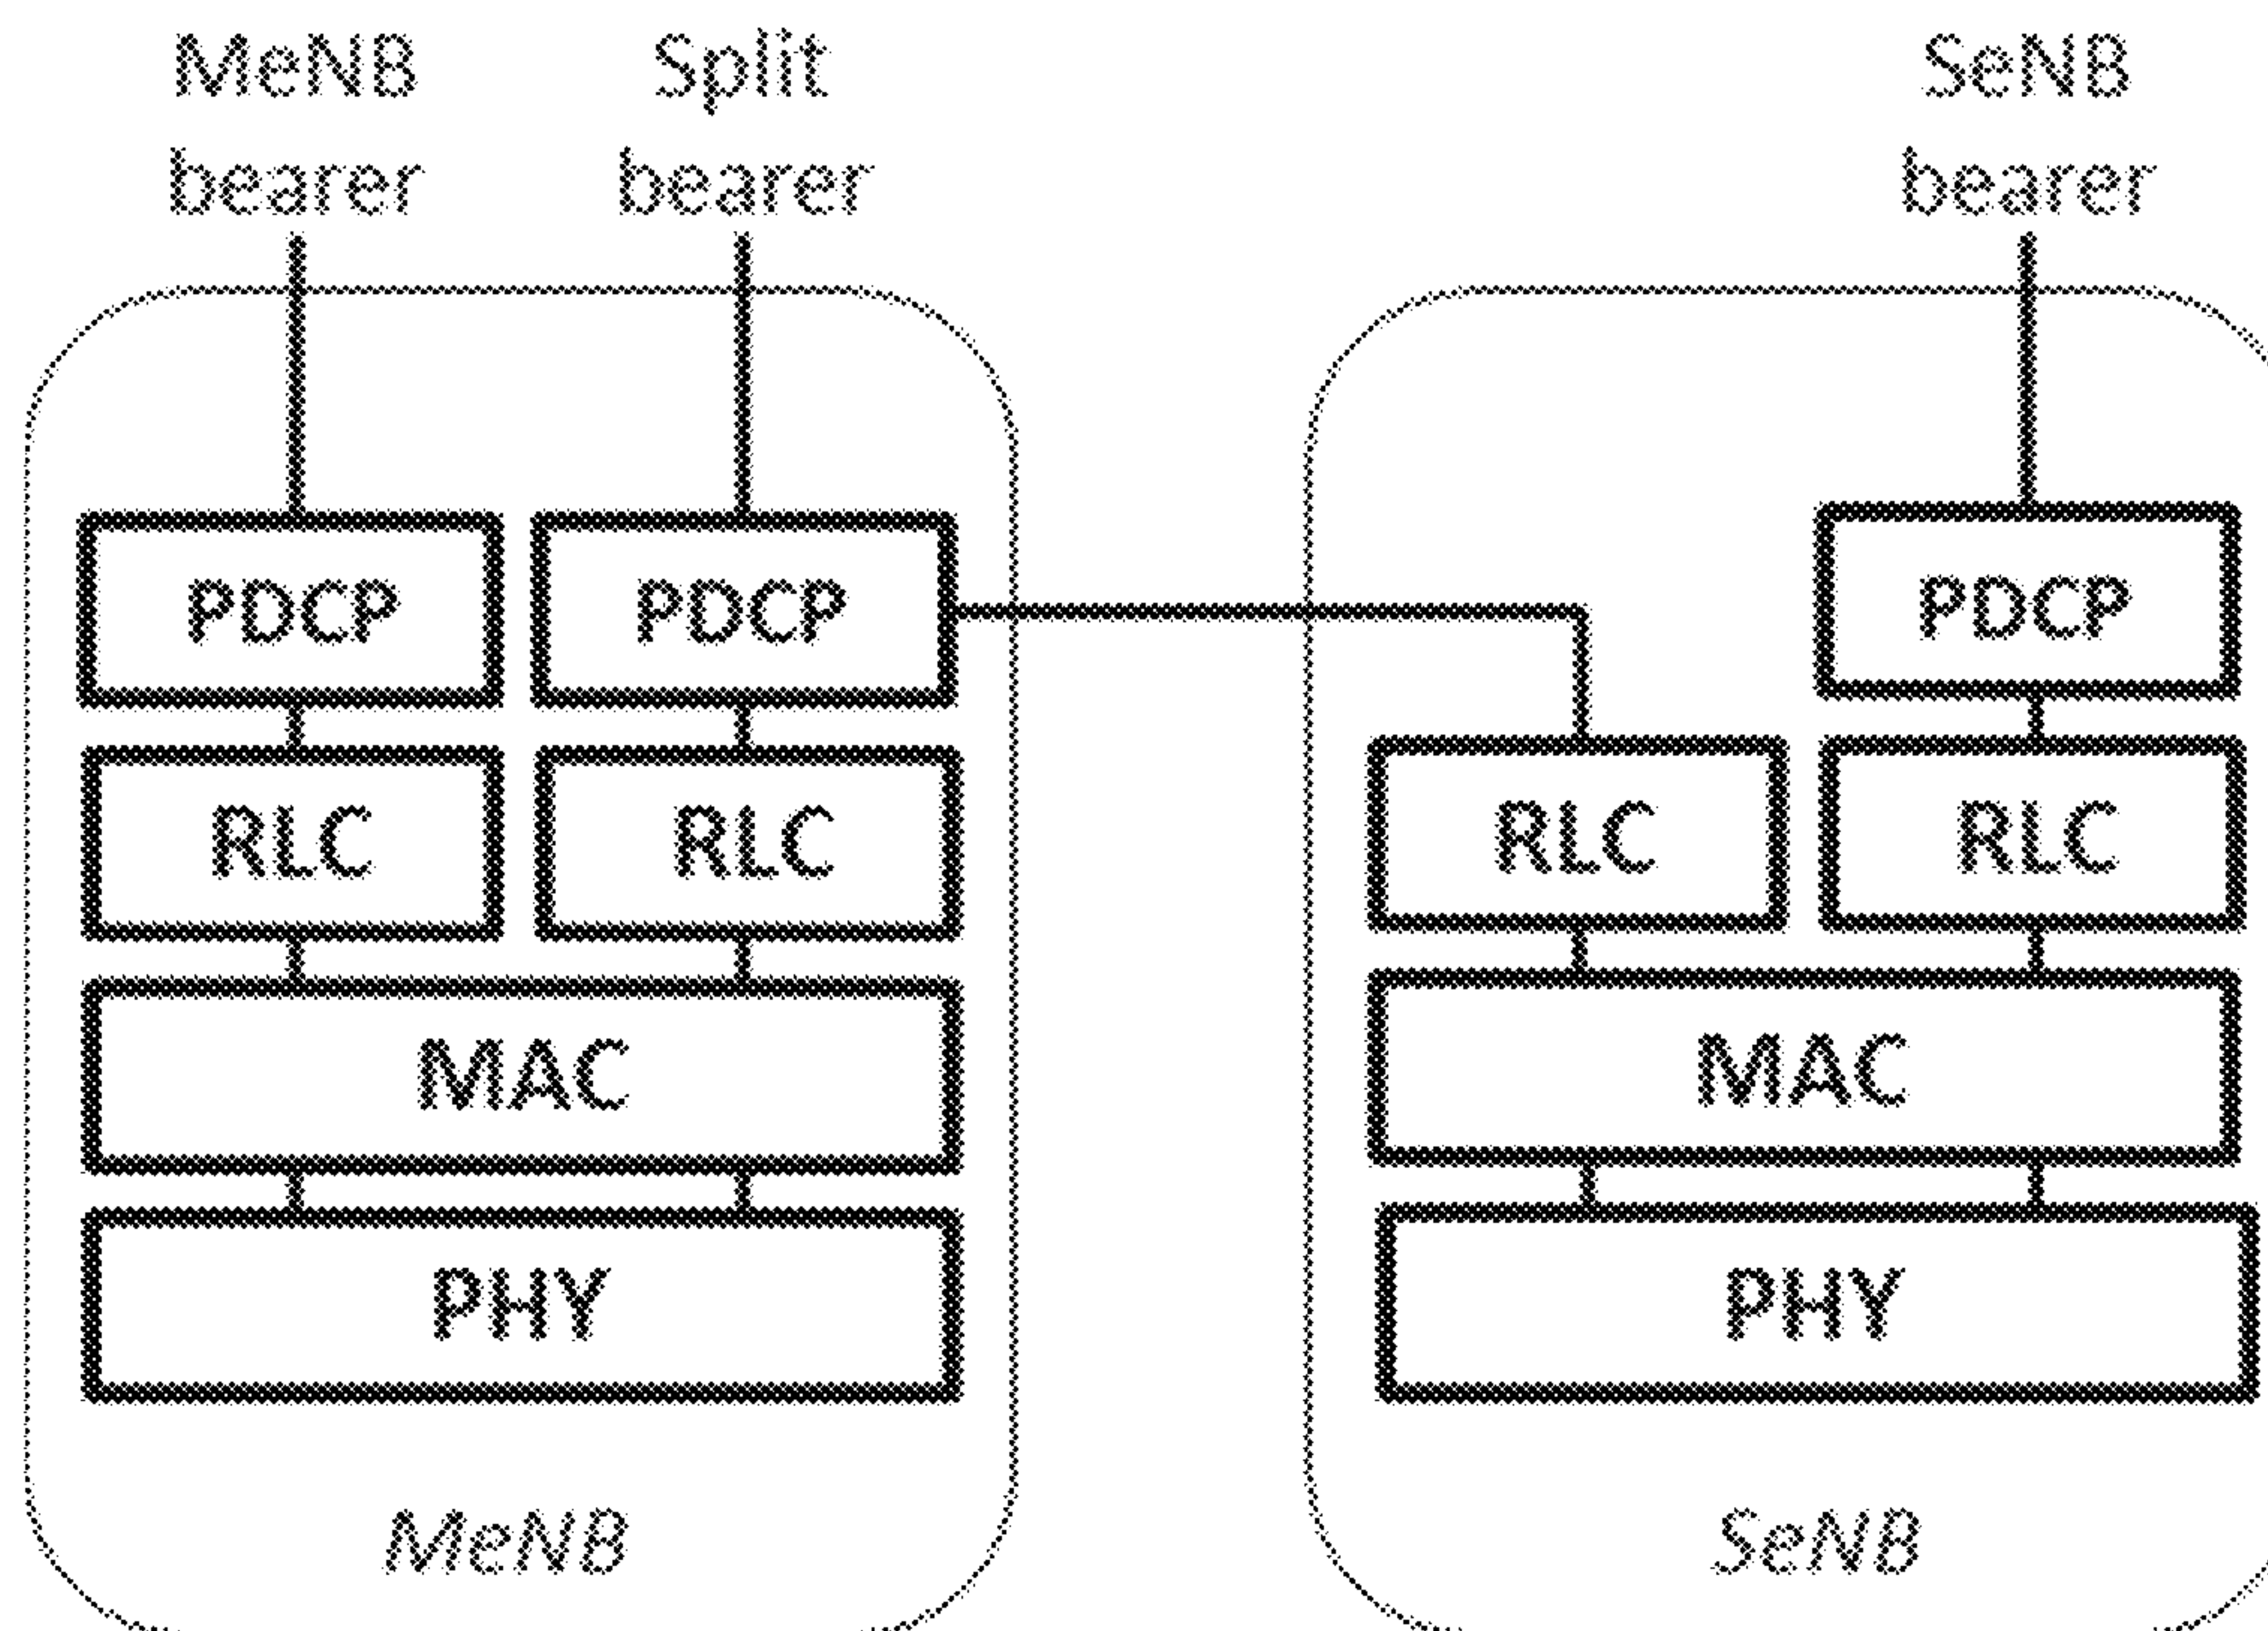 MeNB
bearer
Split
bearer
SeNB
bearer
PDCP
PDCP
PDCP
RLC
RLC
RLC
RLC
MAC
MAC
PHY
PHY
MeNB
SeNB